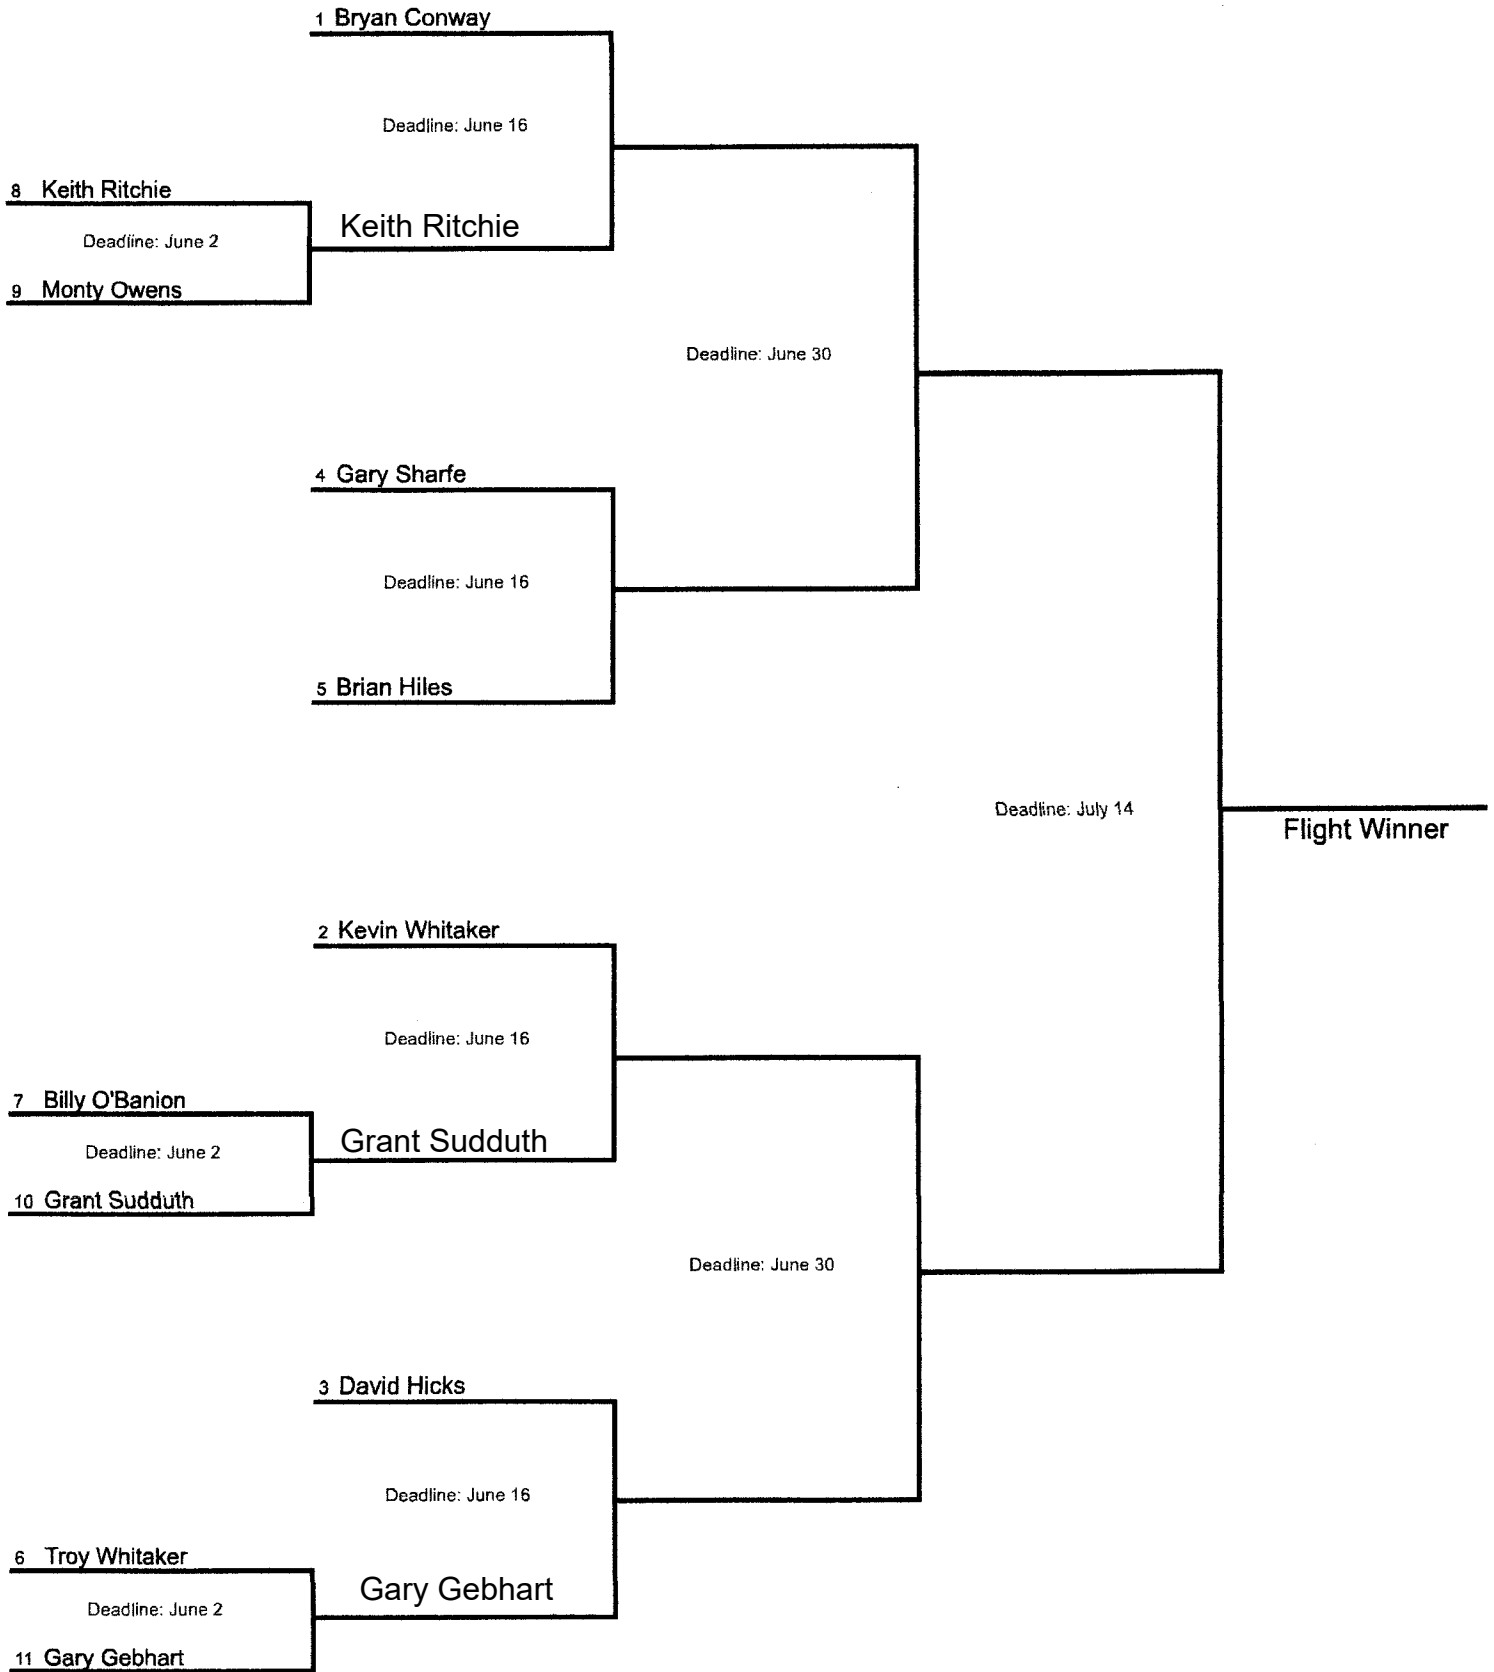 1 Bryan Conway
Deadline: June 16
8 Keith Ritchie
Keith Ritchie
Deadline: June 2
9 Monty Owens
Deadline: June 30
4 Gary Sharfe
Deadline: June 16
5 Brian Hiles
Deadline: July 14
Flight Winner
2 Kevin Whitaker
Deadline: June 16
7 Billy O'Banion
Grant Sudduth
Deadline: June 2
10 Grant Sudduth
Deadline: June 30
3 David Hicks
Deadline: June 16
6 Troy Whitaker
Gary Gebhart
Deadline: June 2
11 Gary Gebhart